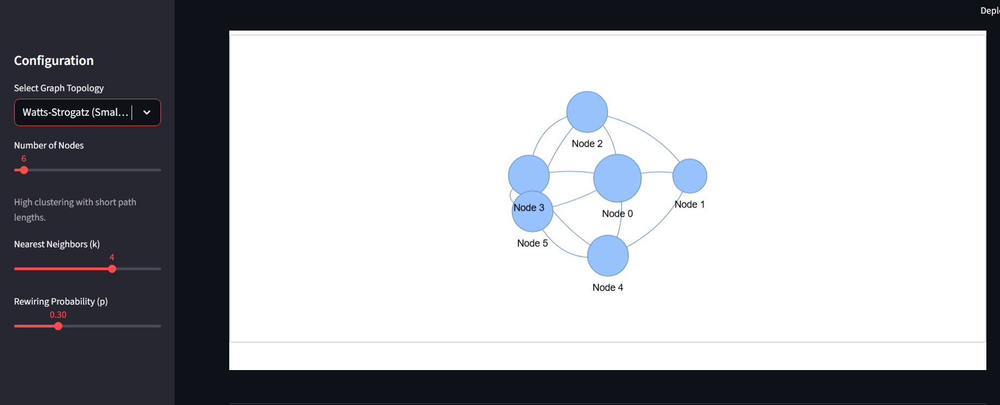 Deplo
Configuration
Select Graph Topology
Watts-Strogatz (Smal...
Number of Nodes
6
High clustering with short path
lengths.
Nearest Neighbors (k)
4
Rewiring Probability (p)
0.30
Node 2
Node 3
Node 0
Node 1
Node 5
Node 4